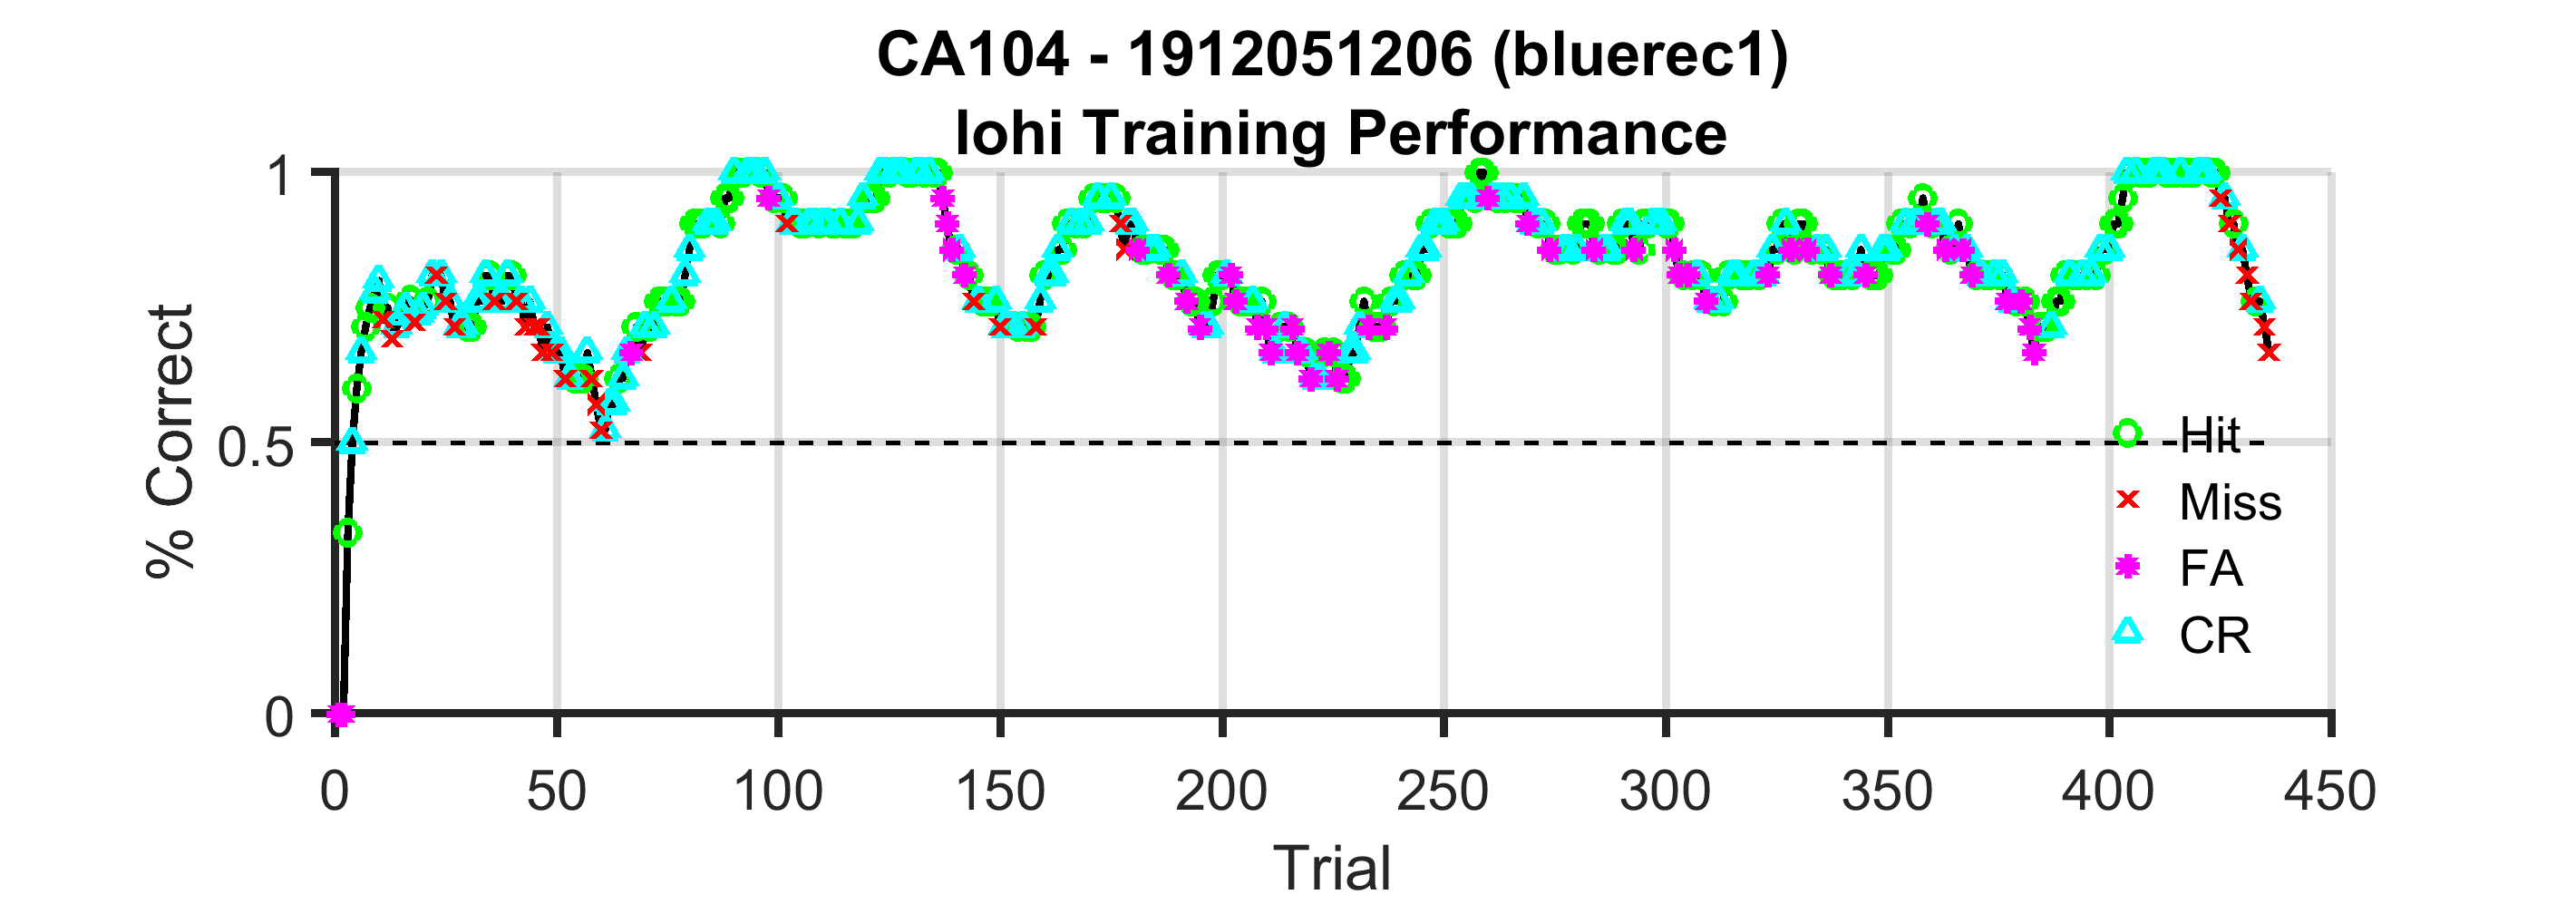 CA104 - 1912051206 (bluerec1)
lohi Training Performance
% Correct
1
0.5
0
Hit
Miss
FA
CR
0 50 100 150 200 250 300 350 400 450
Trial